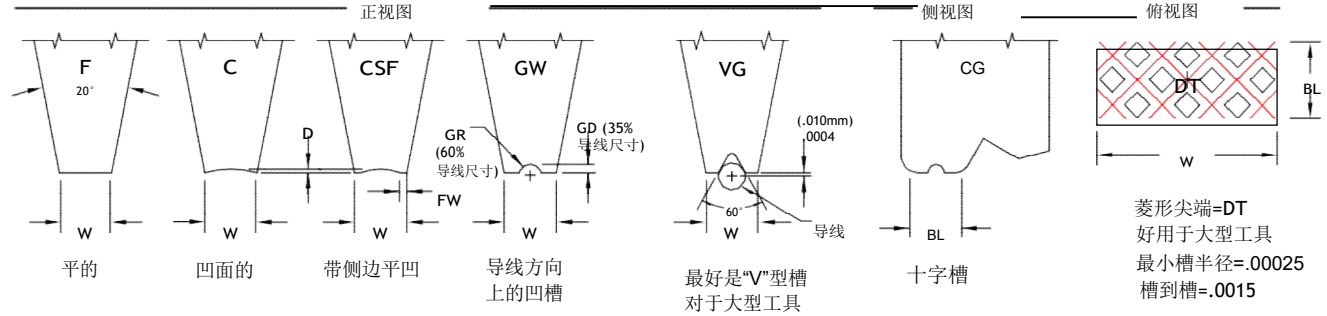 正视图
侧视图
俯视图
F
20°
W
平的
C
D
W
凹面的
CSF
FW
W
带侧边平凹
GW
GR
(60%
导线尺寸)
GD (35%
导线尺寸)
W
导线方向
上的凹槽
VG
(.010mm)
.0004
60°
W
导线
最好是“V”型槽
对于大型工具
CG
BL
十字槽
DT
BL
W
菱形尖端=DT
好用于大型工具
最小槽半径=.00025
槽到槽=.0015